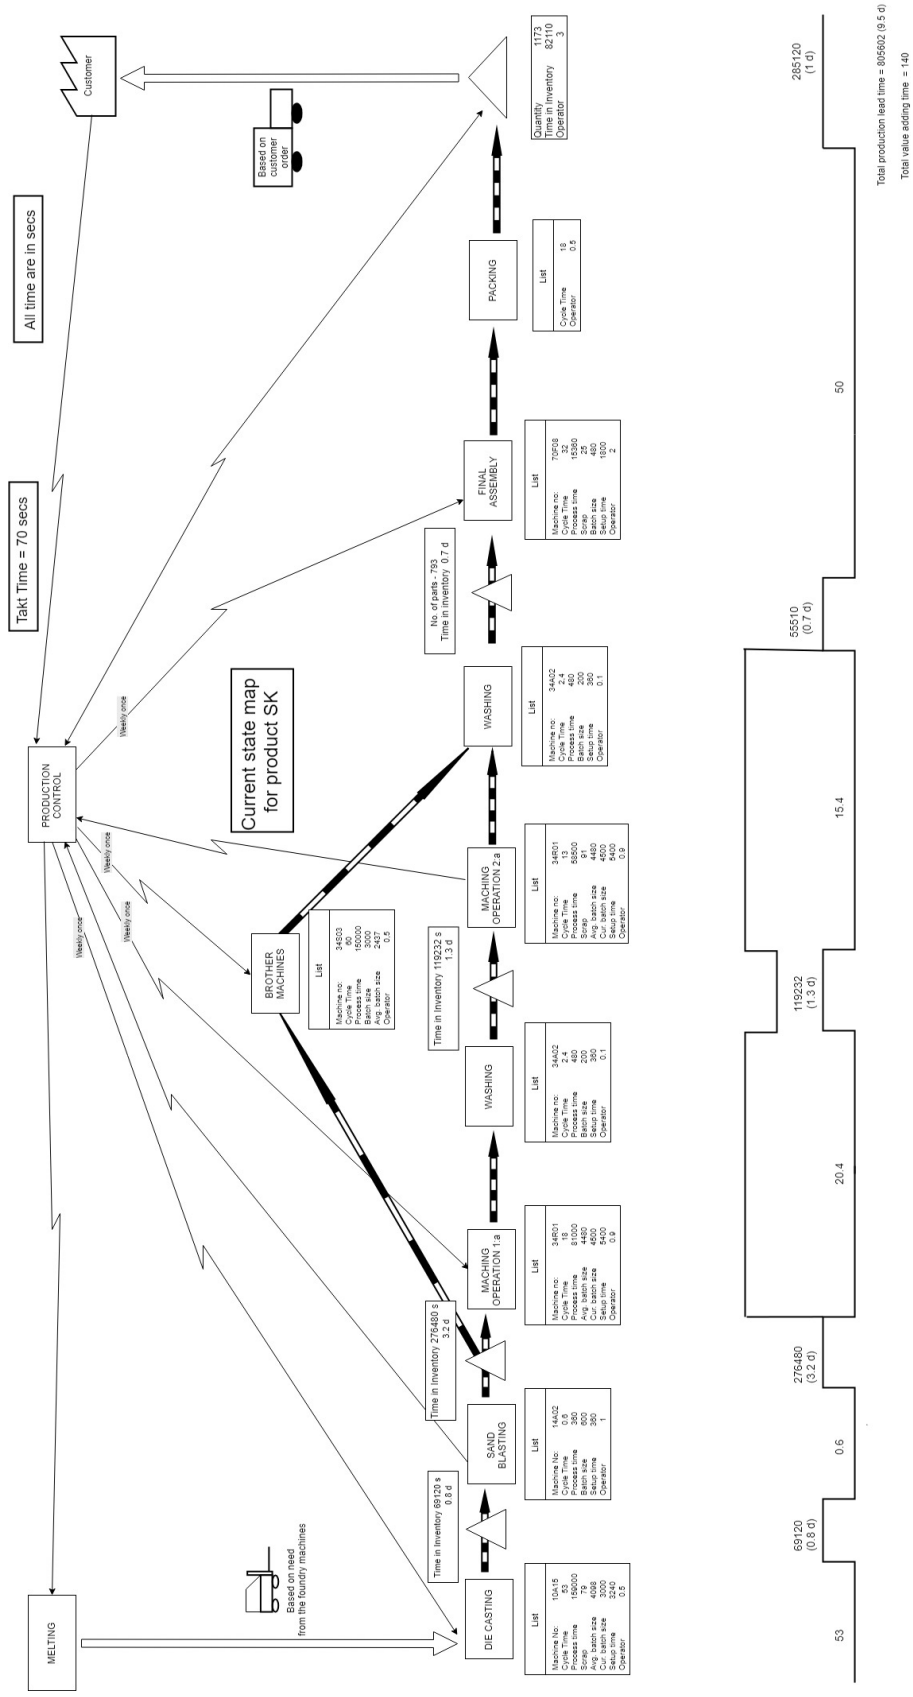 MELTING
Based on need
from the foundry machines
PRODUCTION
CONTROL
Takt Time = 70 secs
All time are in secs
Customer
Based on
customer
order
Weekly once
Weekly once
Weekly once
Weekly once
Current state map
for product SK
BROTHER
MACHINES
List
Machine no: 34S03
Cycle Time 60
Process time 150000
Batch size 3000
Avg. batch size 2437
Operator 0.5
DIE CASTING
Time in Inventory 69120 s
0.8 d
SAND
BLASTING
Time in Inventory 276480 s
3.2 d
MACHING
OPERATION 1:a
WASHING
Time in Inventory 119232 s
1.3 d
MACHING
OPERATION 2:a
WASHING
No. of parts - 793
Time in inventory 0.7 d
FINAL
ASSEMBLY
PACKING
List
Machine No: 10A15
Cycle Time 53
Process time 159000
Scrap 79
Avg. batch size 4098
Cur. batch size 3000
Setup time 3240
Operator 0.5
List
Machine No: 14A02
Cycle Time 0.6
Process time 360
Batch size 600
Setup time 360
Operator 1
List
Machine no: 34R01
Cycle Time 18
Process time 81000
Avg. batch size 4480
Cur. batch size 4500
Setup time 5400
Operator 0.9
List
Machine no: 34A02
Cycle Time 2.4
Process time 480
Batch size 200
Setup time 360
Operator 0.1
List
Machine no: 34R01
Cycle Time 13
Process time 58500
Scrap 91
Avg. batch size 4480
Cur. batch size 4500
Setup time 5400
Operator 0.9
List
Machine no: 34A02
Cycle Time 2.4
Process time 480
Batch size 200
Setup time 360
Operator 0.1
List
Machine no: 70F08
Cycle Time 32
Process time 15360
Scrap 25
Batch size 480
Setup time 1800
Operator 2
List
Cycle Time 18
Operator 0.5
Quantity 1173
Time in Inventory 82110
Operator 3
53
69120
(0.8 d)
0.6
276480
(3.2 d)
20.4
119232
(1.3 d)
15.4
55510
(0.7 d)
50
285120
(1 d)
Total production lead time = 805602 (9.5 d)
Total value adding time = 140